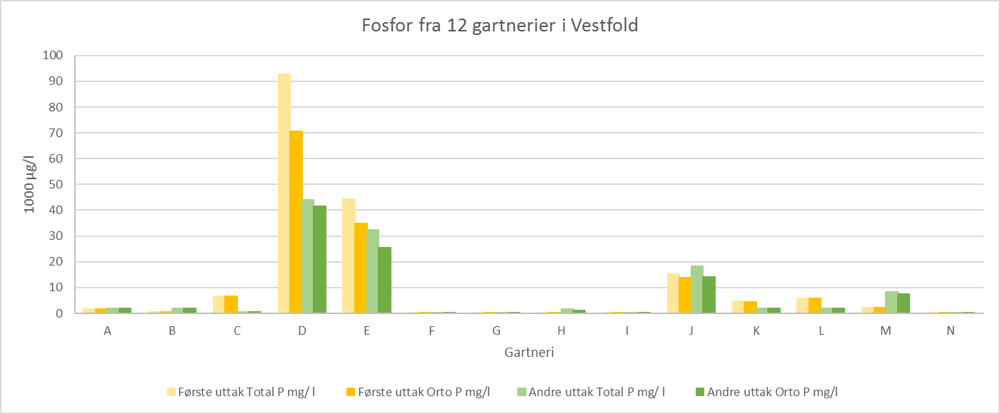 Fosfor fra 12 gartnerier i Vestfold
100
90
80
70
60
50
40
30
20
10
0
1000 µg/l
A B C D E F G H I J K L M N
Gartneri
Første uttak Total P mg/ l Første uttak Orto P mg/l Andre uttak Total P mg/ l Andre uttak Orto P mg/l